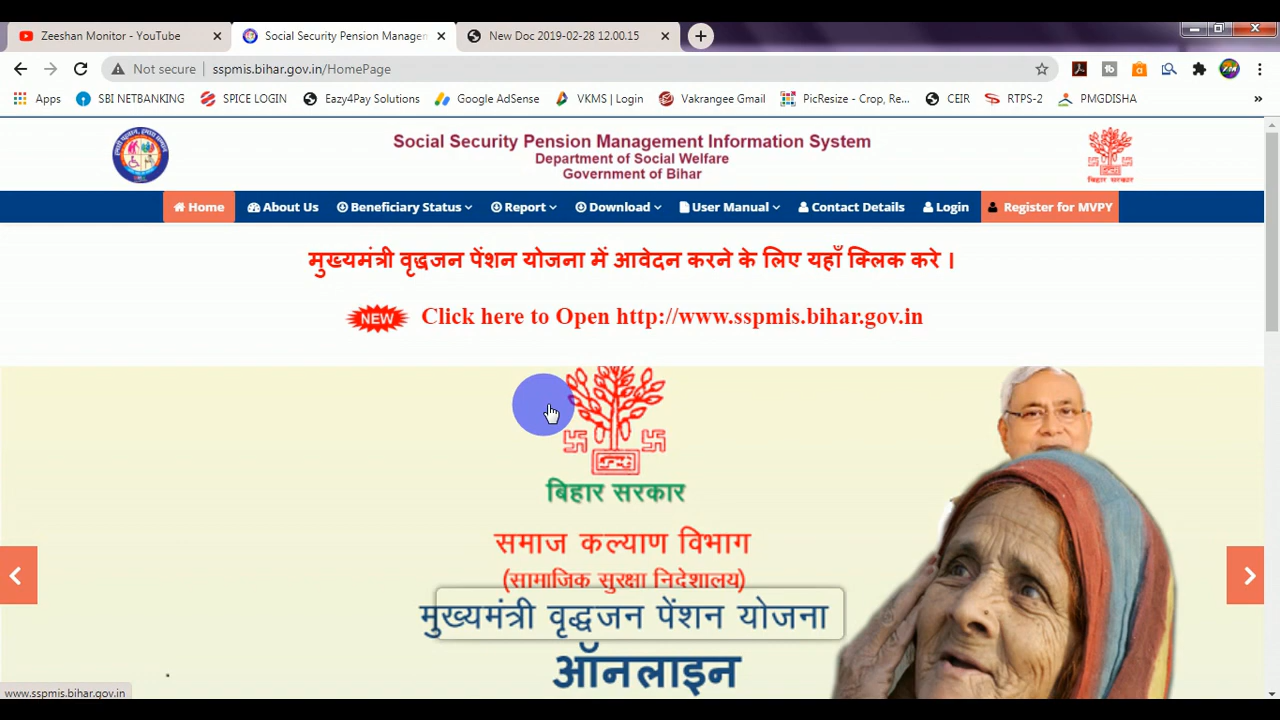 Zeeshan Monitor - YouTube
Social Security Pension Managen
New Doc 2019-02-28 12.00.15
Not secure
sspmis.bihar.gov.in/HomePage
Apps
SBI NETBANKING
SPICE LOGIN
Eazy4Pay Solutions
Google AdSense
VKMS | Login
Vakrangee Gmail
PicResize - Crop, Re...
CEIR
RTPS-2
PMGDISHA
Social Security Pension Management Information System
Department of Social Welfare
Government of Bihar
बिहार सरकार
Home
About Us
Beneficiary Status
Report
Download
User Manual
Contact Details
Login
Register for MVPY
मुख्यमंत्री वृद्धजन पेंशन योजना में आवेदन करने के लिए यहाँ क्लिक करे ।
NEW
Click here to Open http://www.sspmis.bihar.gov.in
बिहार सरकार
समाज कल्याण विभाग
(सामाजिक सुरक्षा निदेशालय)
मुख्यमंत्री वृद्धजन पेंशन योजना
ऑनलाइन
www.sspmis.bihar.gov.in